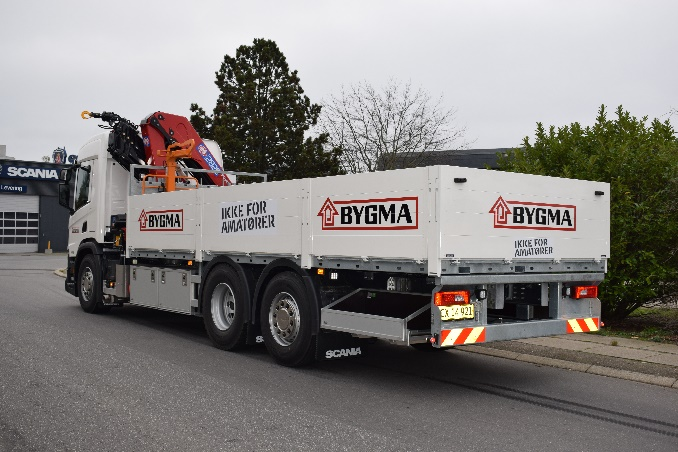 SCANIA
BYGMA
IKKE FOR
AMATØRER
BYGMA
BYGMA
IKKE FOR
AMATØRER
SCANIA